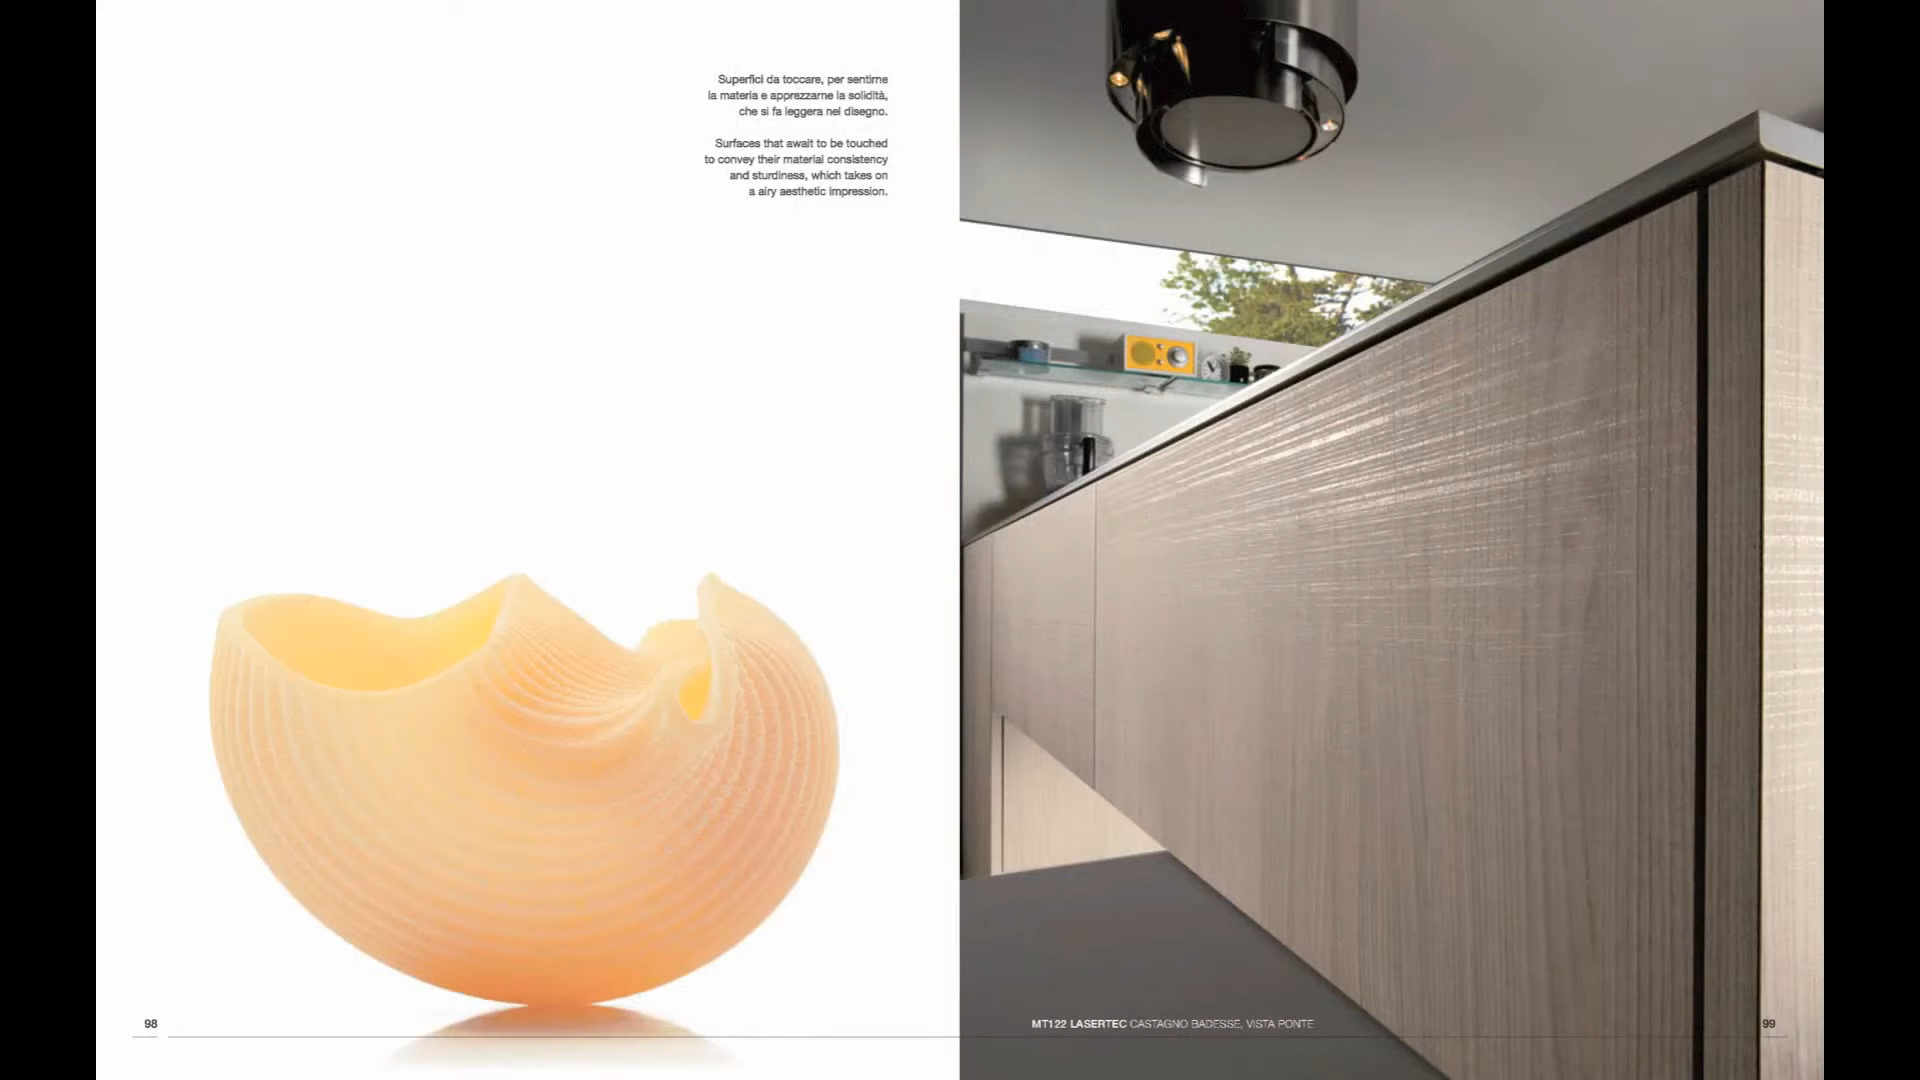 Superfici da toccare, per sentirne
la materia e apprezzarne la solidità,
che si fa leggera nel disegno.
Surfaces that await to be touched
to convey their material consistency
and sturdiness, which takes on
a airy aesthetic impression.
98
MT122 LASERTEC CASTAGNO BADESSE, VISTA PONTE
99